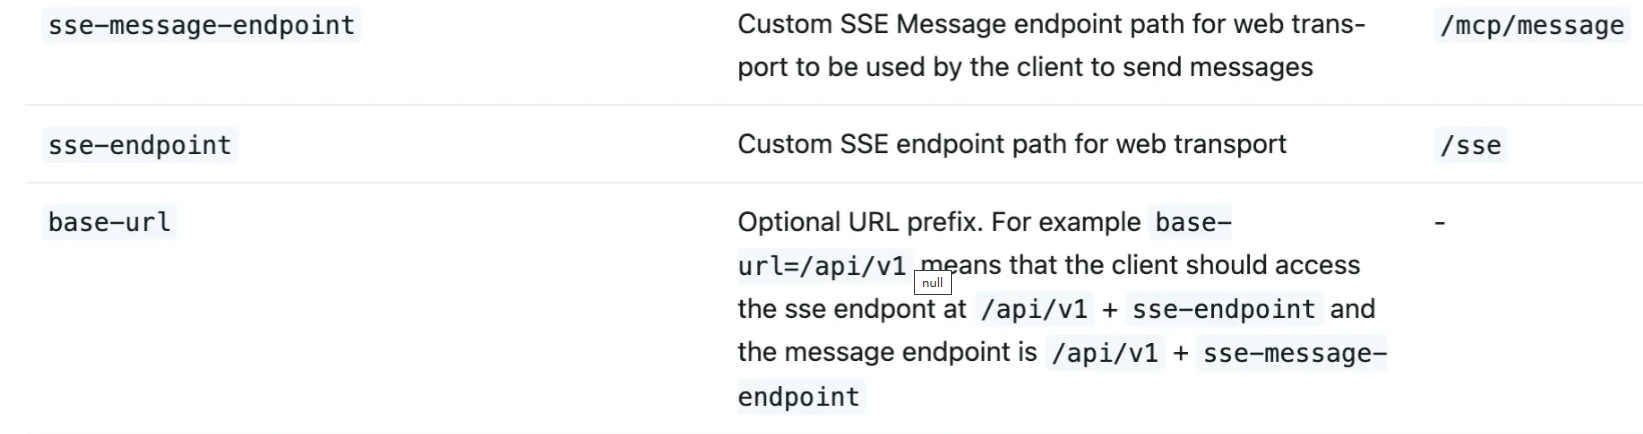 sse-message-endpoint
Custom SSE Message endpoint path for web trans-
/mcp/message
port to be used by the client to send messages
sse-endpoint
Custom SSE endpoint path for web transport
/sse
base-url
Optional URL prefix. For example base-
-
url=/api/v1 means that the client should access
null
the sse endpont at /api/v1 + sse-endpoint and
the message endpoint is /api/v1 + sse-message-
endpoint